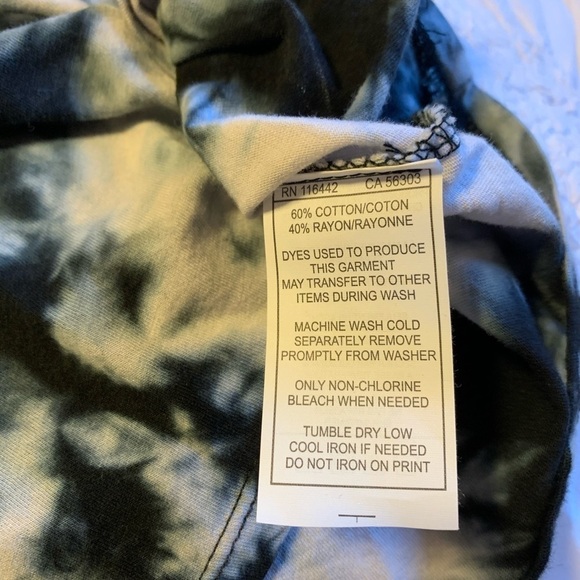 RN 116442 CA 56303
60% COTTON/COTON
40% RAYON/RAYONNE
DYES USED TO PRODUCE
THIS GARMENT
MAY TRANSFER TO OTHER
ITEMS DURING WASH
MACHINE WASH COLD
SEPARATELY REMOVE
PROMPTLY FROM WASHER
ONLY NON-CHLORINE
BLEACH WHEN NEEDED
TUMBLE DRY LOW
COOL IRON IF NEEDED
DO NOT IRON ON PRINT